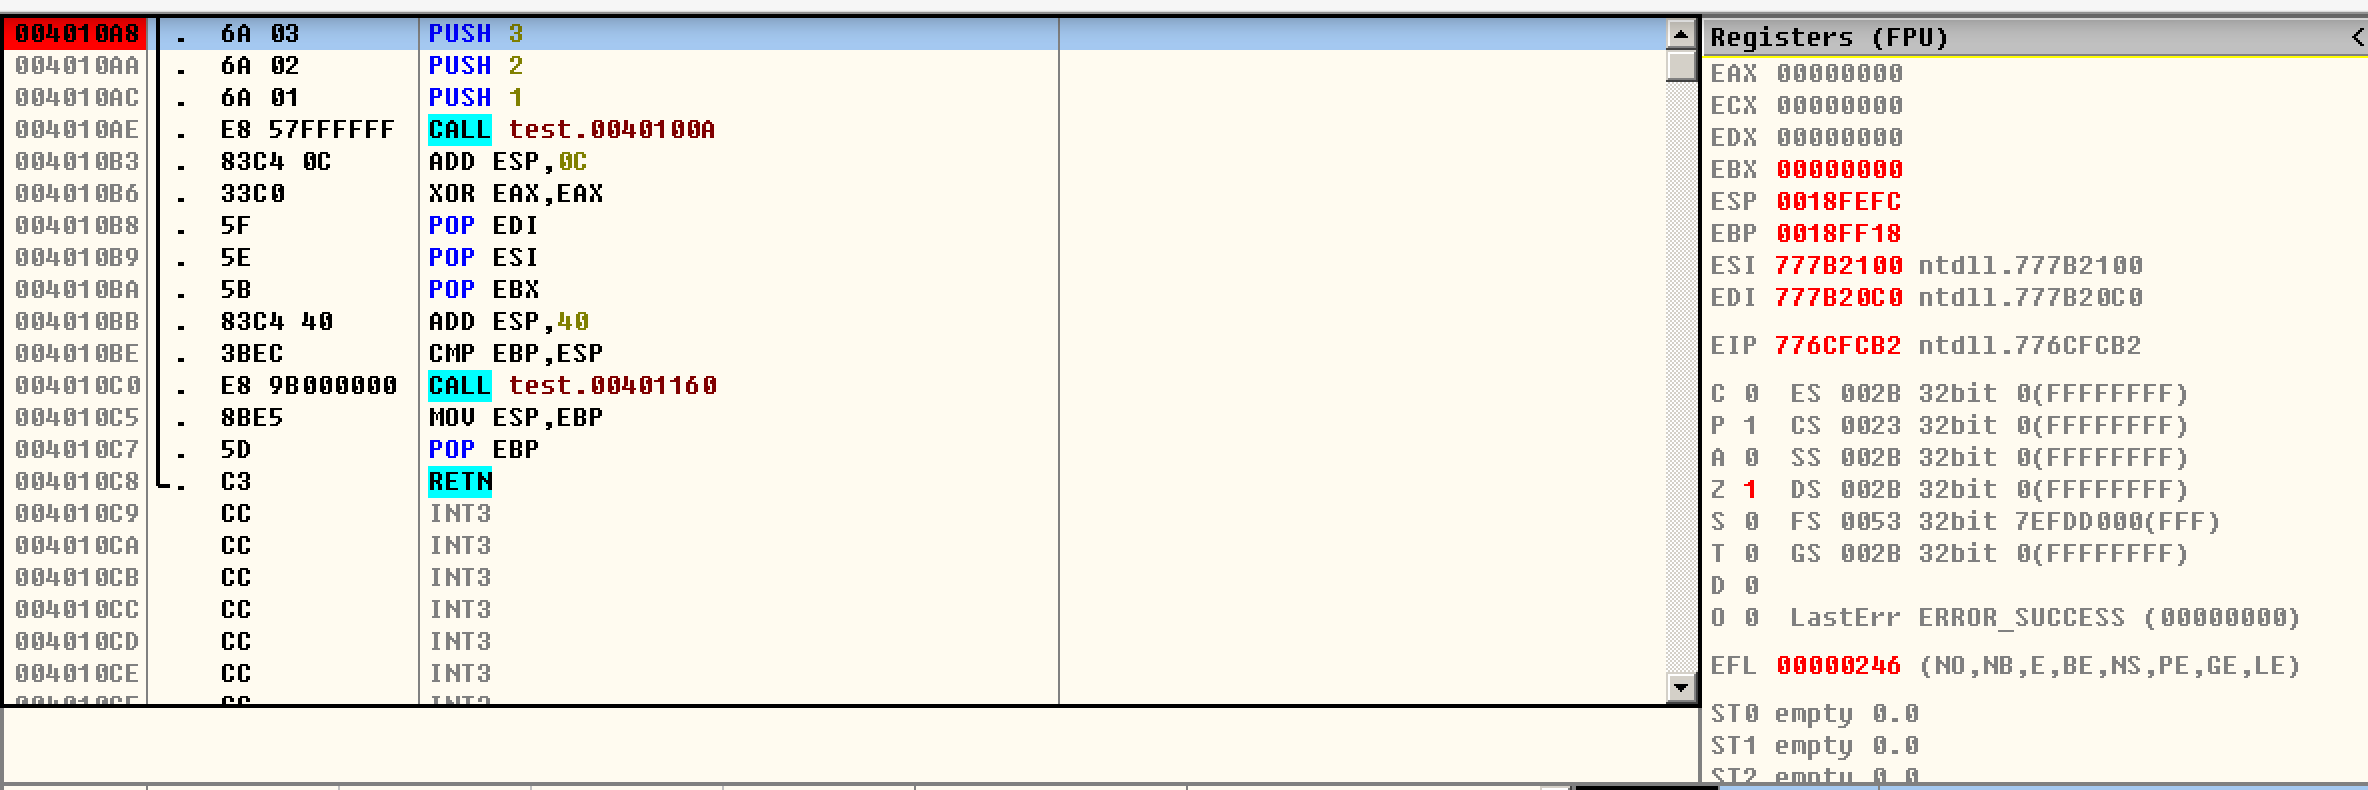 004010A8 . 6A 03 PUSH 3
004010AA . 6A 02 PUSH 2
004010AC . 6A 01 PUSH 1
004010AE . E8 57FFFFFF CALL test.0040100A
004010B3 . 83C4 0C ADD ESP,0C
004010B6 . 33C0 XOR EAX,EAX
004010B8 . 5F POP EDI
004010B9 . 5E POP ESI
004010BA . 5B POP EBX
004010BB . 83C4 40 ADD ESP,40
004010BE . 3BEC CMP EBP,ESP
004010C0 . E8 9B000000 CALL test.00401160
004010C5 . 8BE5 MOV ESP,EBP
004010C7 . 5D POP EBP
004010C8 . C3 RETN
004010C9 CC INT3
004010CA CC INT3
004010CB CC INT3
004010CC CC INT3
004010CD CC INT3
004010CE CC INT3
Registers (FPU) <
EAX 00000000
ECX 00000000
EDX 00000000
EBX 00000000
ESP 0018FEFC
EBP 0018FF18
ESI 777B2100 ntdll.777B2100
EDI 777B20C0 ntdll.777B20C0
EIP 776CFCB2 ntdll.776CFCB2
C 0 ES 002B 32bit 0(FFFFFFFF)
P 1 CS 0023 32bit 0(FFFFFFFF)
A 0 SS 002B 32bit 0(FFFFFFFF)
Z 1 DS 002B 32bit 0(FFFFFFFF)
S 0 FS 0053 32bit 7EFDD000(FFF)
T 0 GS 002B 32bit 0(FFFFFFFF)
D 0
O 0 LastErr ERROR_SUCCESS (00000000)
EFL 00000246 (NO,NB,E,BE,NS,PE,GE,LE)
ST0 empty 0.0
ST1 empty 0.0
ST2 empty 0.0